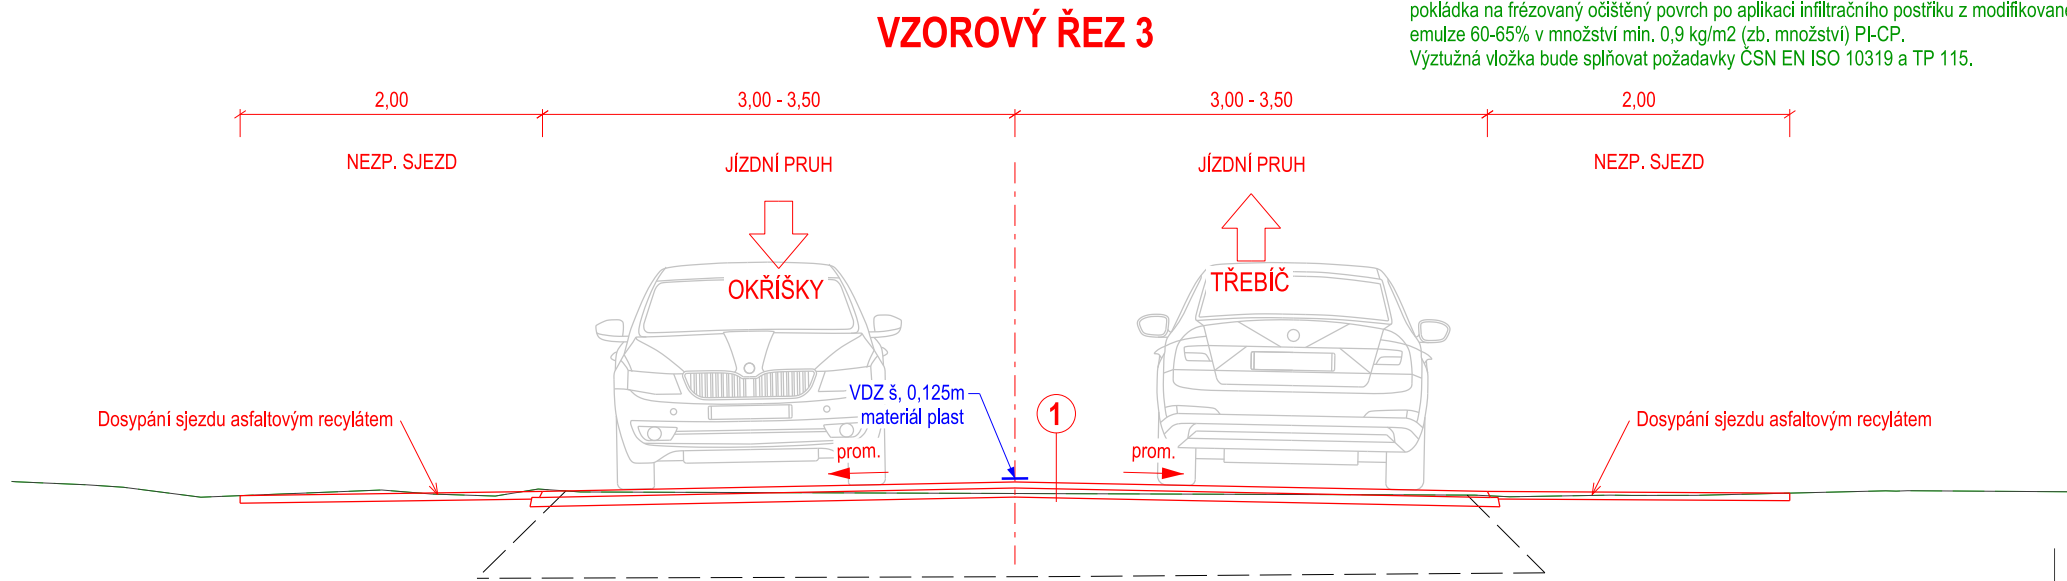 pokládka na frézovaný očištěný povrch po aplikaci infiltračního postřiku z modifikované
emulze 60-65% v množství min. 0,9 kg/m2 (zb. množství) PI-CP.
Výztužná vložka bude splňovat požadavky ČSN EN ISO 10319 a TP 115.
VZOROVÝ ŘEZ 3
2,00
3,00 - 3,50
3,00 - 3,50
2,00
NEZP. SJEZD
JÍZDNÍ PRUH
JÍZDNÍ PRUH
NEZP. SJEZD
OKŘÍŠKY
TŘEBÍČ
VDZ š, 0,125m
materiál plast
1
Dosypání sjezdu asfaltovým recylátem
Dosypání sjezdu asfaltovým recylátem
prom.
prom.